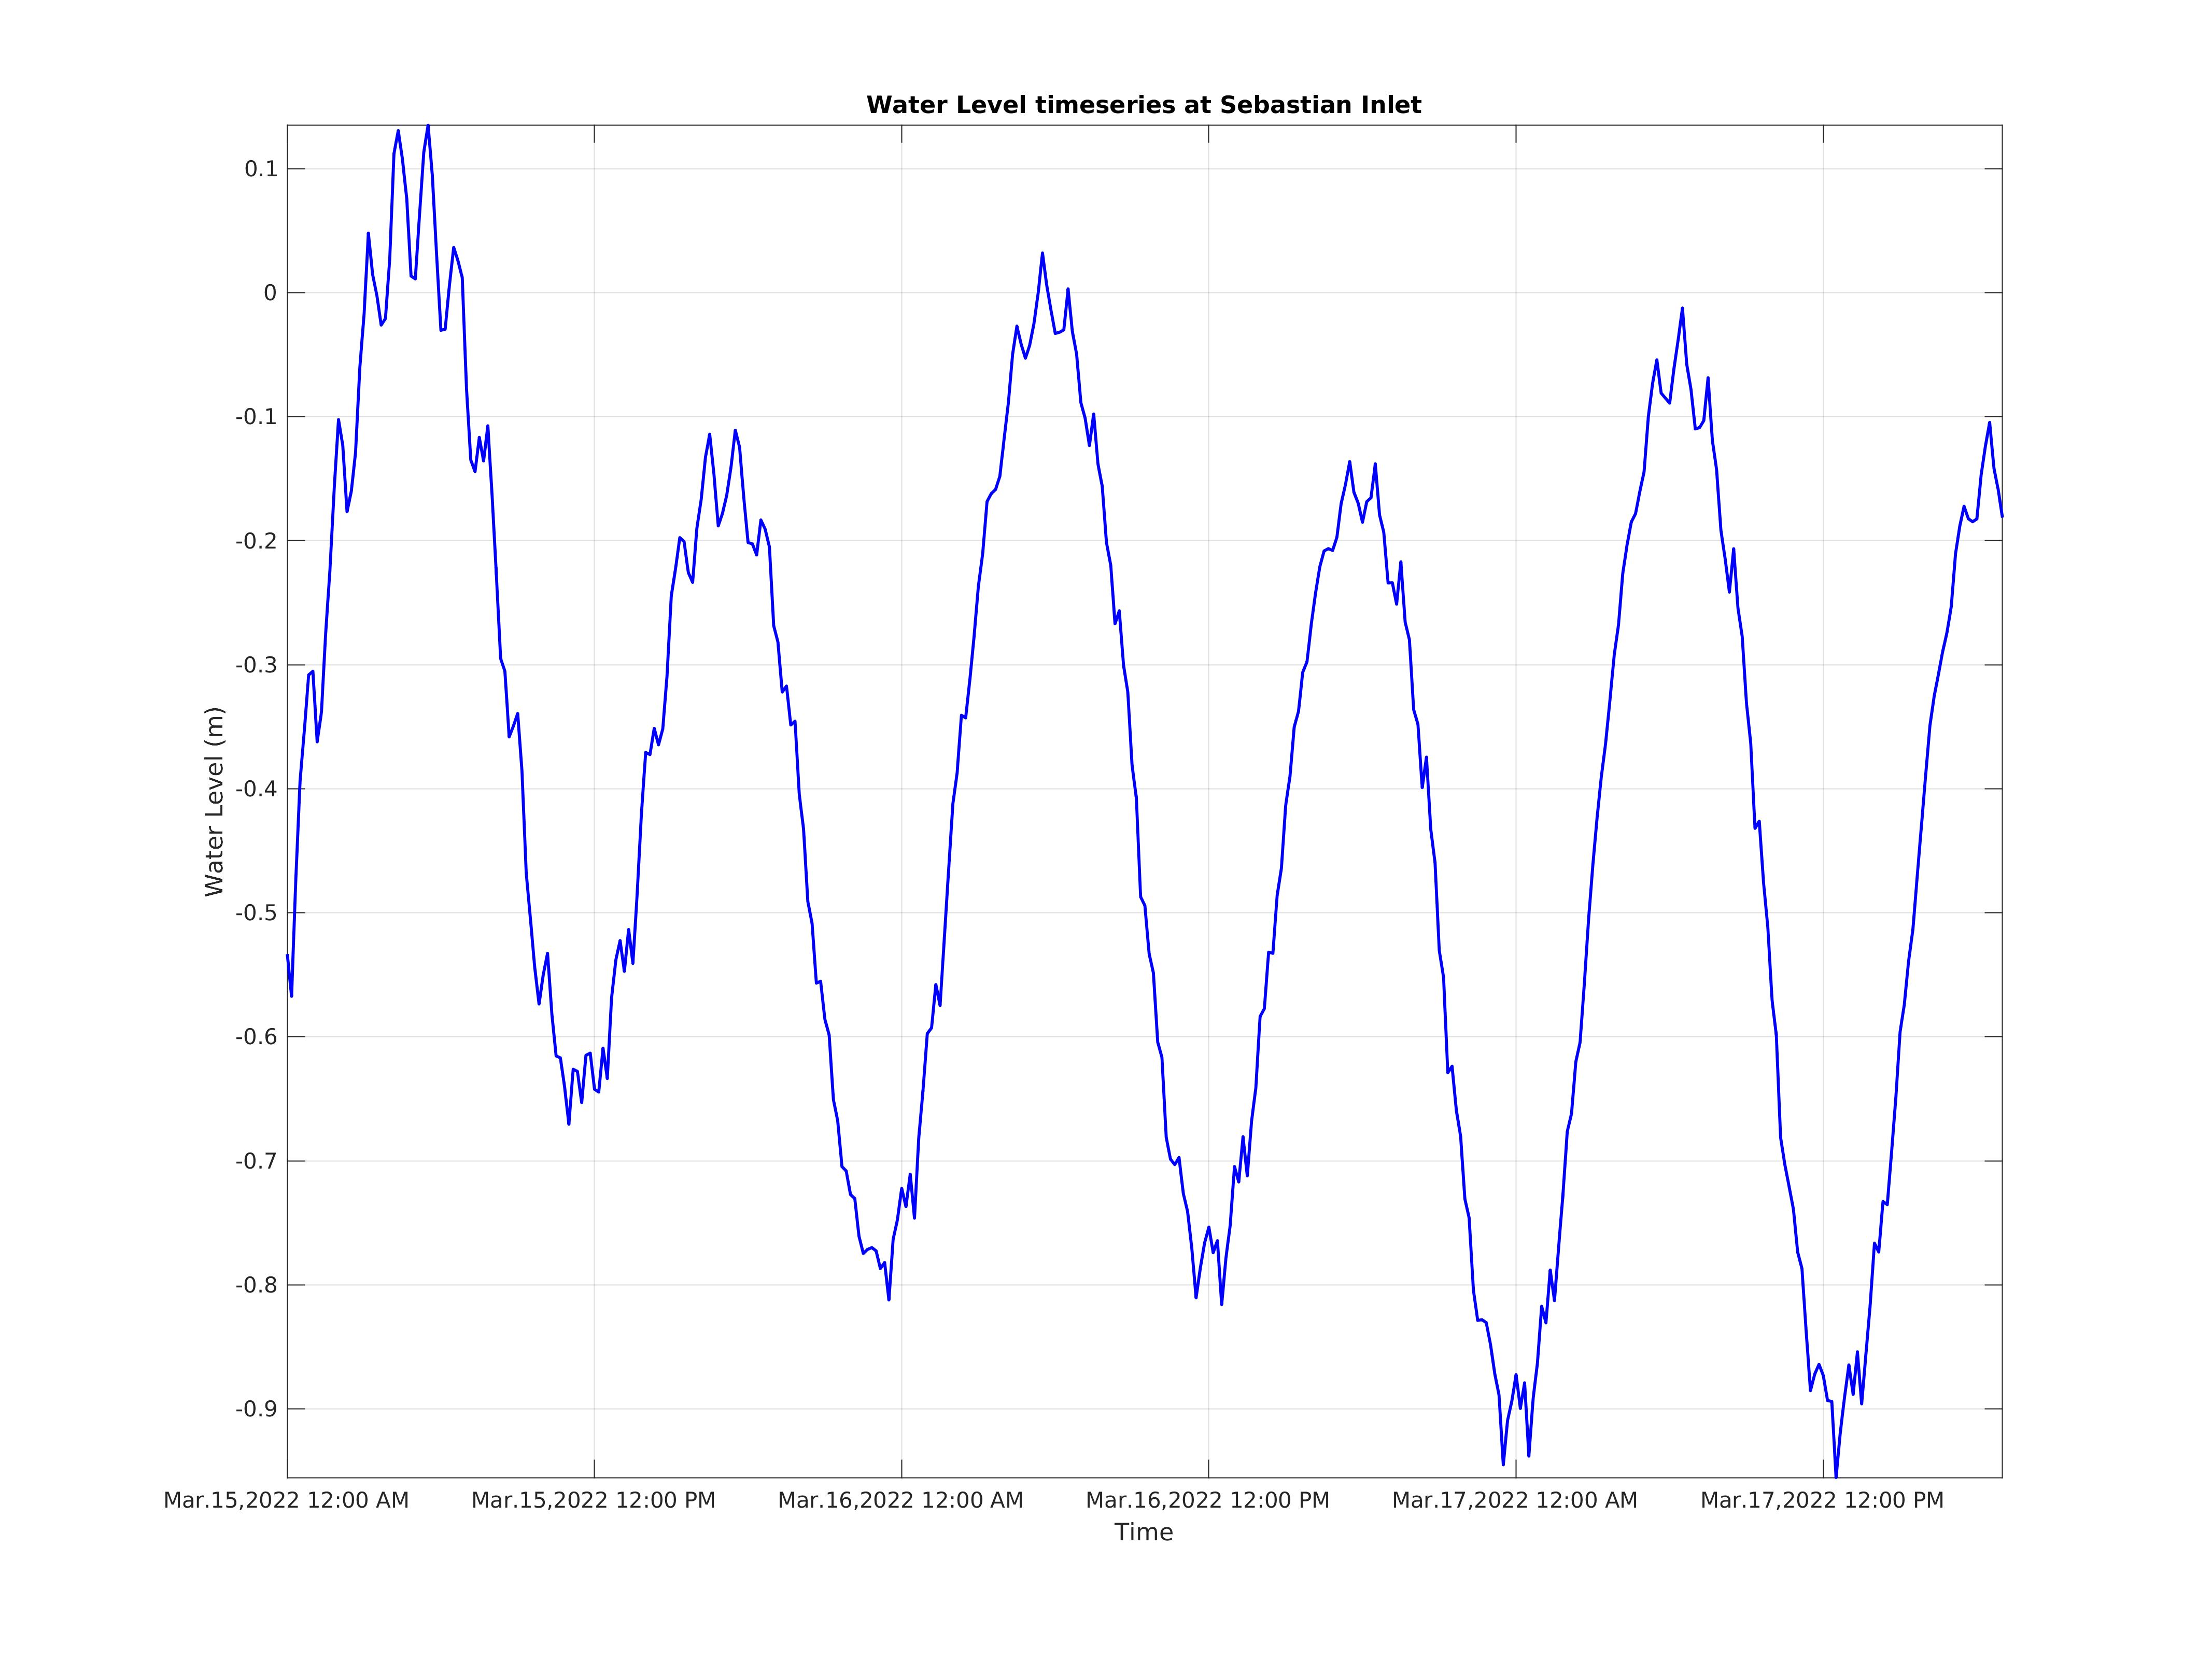 Water Level timeseries at Sebastian Inlet
0.1
0
-0.1
-0.2
-0.3
-0.4
-0.5
-0.6
-0.7
-0.8
-0.9
Water Level (m)
Mar.15,2022 12:00 AM
Mar.15,2022 12:00 PM
Mar.16,2022 12:00 AM
Mar.16,2022 12:00 PM
Mar.17,2022 12:00 AM
Mar.17,2022 12:00 PM
Time